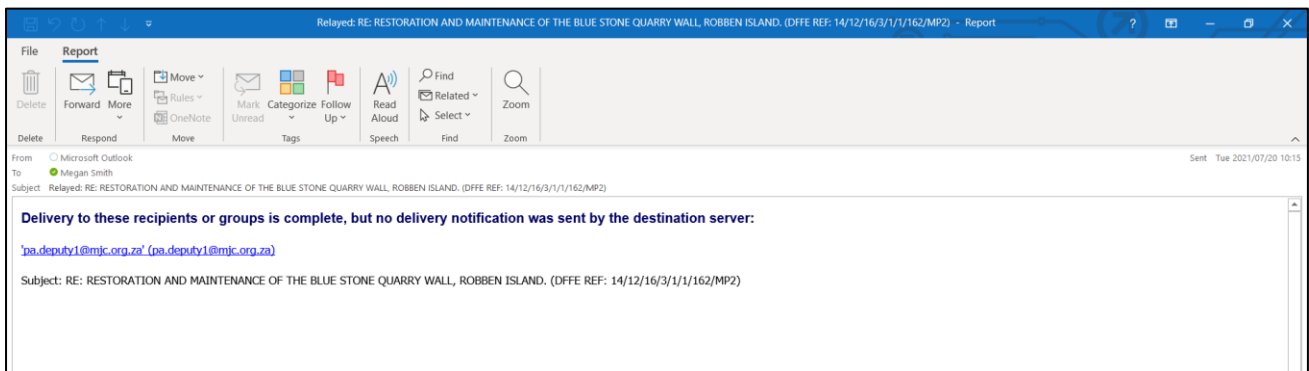 Relayed: RE: RESTORATION AND MAINTENANCE OF THE BLUE STONE QUARRY WALL, ROBBEN ISLAND. (DFFE REF: 14/12/16/3/1/1/162/MP2) - Report
File Report
Delete
Forward More
Move
Rules
OneNote
Mark Unread
Categorize
Follow Up
Read Aloud
Find
Related
Select
Zoom
Delete Respond Move Tags Speech Find Zoom
From Microsoft Outlook
Sent Tue 2021/07/20 10:15
To Megan Smith
Subject Relayed: RE: RESTORATION AND MAINTENANCE OF THE BLUE STONE QUARRY WALL, ROBBEN ISLAND. (DFFE REF: 14/12/16/3/1/1/162/MP2)
Delivery to these recipients or groups is complete, but no delivery notification was sent by the destination server:
'pa.deputy1@mjc.org.za' (pa.deputy1@mjc.org.za)
Subject: RE: RESTORATION AND MAINTENANCE OF THE BLUE STONE QUARRY WALL, ROBBEN ISLAND. (DFFE REF: 14/12/16/3/1/1/162/MP2)